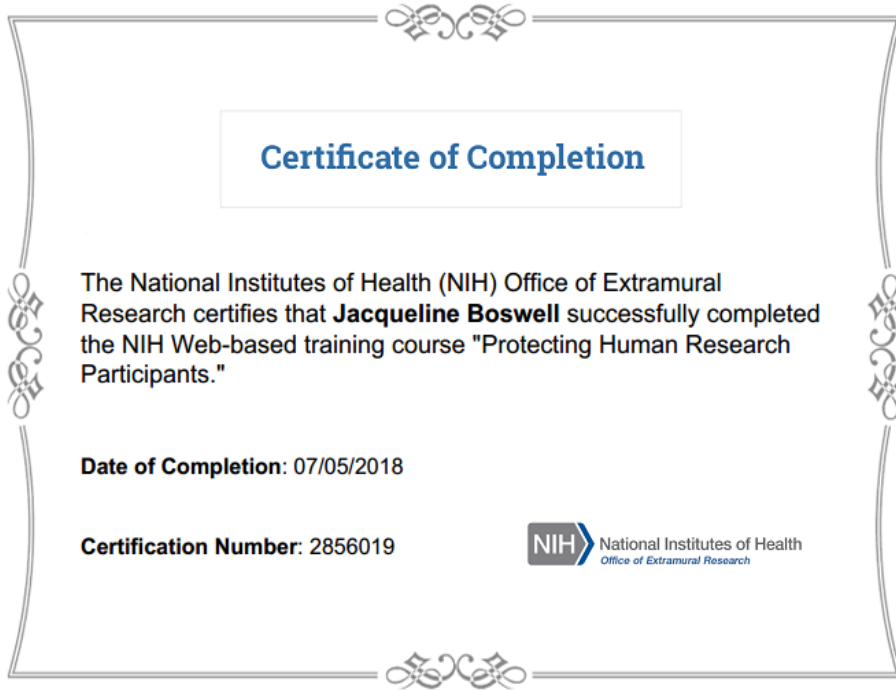 Certificate of Completion
The National Institutes of Health (NIH) Office of Extramural
Research certifies that Jacqueline Boswell successfully completed
the NIH Web-based training course "Protecting Human Research
Participants."
Date of Completion: 07/05/2018
Certification Number: 2856019
NIH National Institutes of Health
Office of Extramural Research